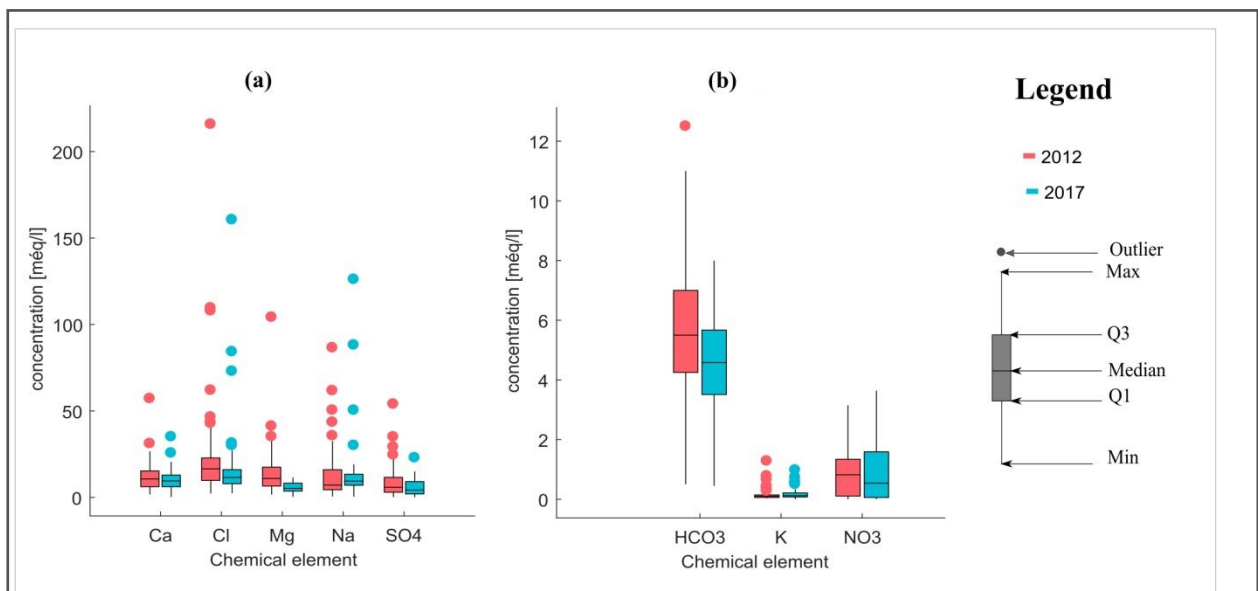 (a)
concentration [méq/l]
200
150
100
50
0
Ca Cl Mg Na SO4
Chemical element
(b)
concentration [méq/l]
12
10
8
6
4
2
0
HCO3 K NO3
Chemical element
Legend
2012
2017
Outlier
Max
Q3
Median
Q1
Min